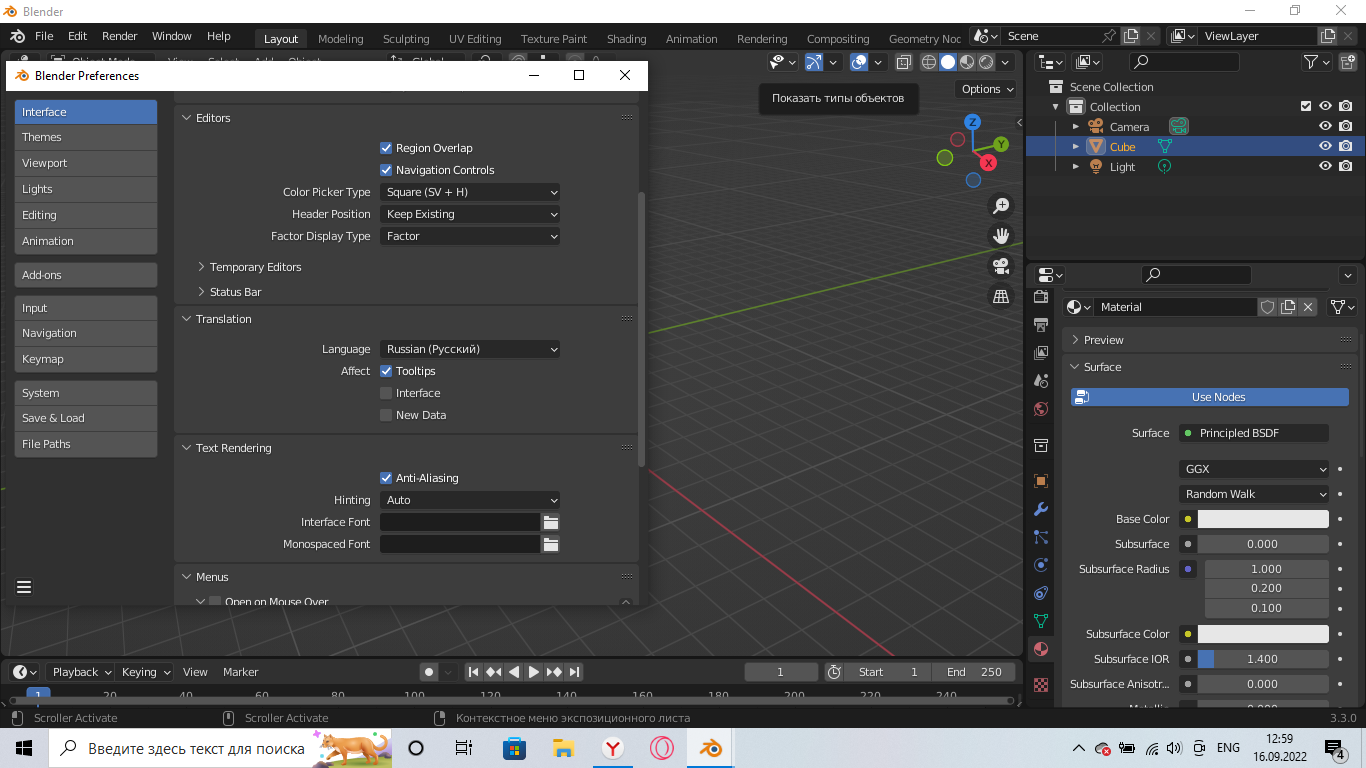 Blender
File Edit Render Window Help Layout Modeling Sculpting UV Editing Texture Paint Shading Animation Rendering Compositing Geometry Noc Scene ViewLayer
Blender Preferences
Interface
Themes
Viewport
Lights
Editing
Animation
Add-ons
Input
Navigation
Keymap
System
Save & Load
File Paths
Editors
Region Overlap
Navigation Controls
Color Picker Type Square (SV + H)
Header Position Keep Existing
Factor Display Type Factor
Temporary Editors
Status Bar
Translation
Language Russian (Русский)
Affect Tooltips
Interface
New Data
Text Rendering
Anti-Aliasing
Hinting Auto
Interface Font
Monospaced Font
Menus
Open on Mouse Over
Options
Показать типы объектов
Z
Y
X
Scene Collection
Collection
Camera
Cube
Light
Material
Preview
Surface
Use Nodes
Surface Principled BSDF
GGX
Random Walk
Base Color
Subsurface 0.000
Subsurface Radius 1.000
0.200
0.100
Subsurface Color
Subsurface IOR 1.400
Subsurface Anisotr... 0.000
Playback Keying View Marker 1 Start 1 End 250
1 20 40 60 80 100 120 140 160 180 200 220 240
Scroller Activate Scroller Activate Контекстное меню экспозиционного листа 3.3.0
Введите здесь текст для поиска
ENG
12:59
16.09.2022
4